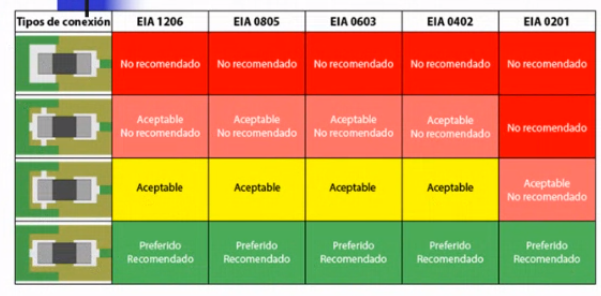 Tipos de conexión EIA 1206 EIA 0805 EIA 0603 EIA 0402 EIA 0201
No recomendado No recomendado No recomendado No recomendado No recomendado
Aceptable Aceptable Aceptable Aceptable
No recomendado No recomendado No recomendado No recomendado No recomendado
Aceptable Aceptable Aceptable Aceptable Aceptable
No recomendado
Preferido Preferido Preferido Preferido Preferido
Recomendado Recomendado Recomendado Recomendado Recomendado